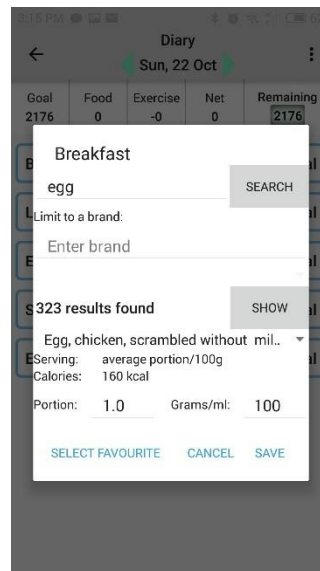 3:15 PM
Diary
Sun, 22 Oct
Goal Food Exercise Net Remaining
2176 0 -0 0 2176
Breakfast
egg SEARCH
Limit to a brand:
Enter brand
323 results found SHOW
Egg, chicken, scrambled without mil..
Serving: average portion/100g
Calories: 160 kcal
Portion: 1.0 Grams/ml: 100
SELECT FAVOURITE CANCEL SAVE